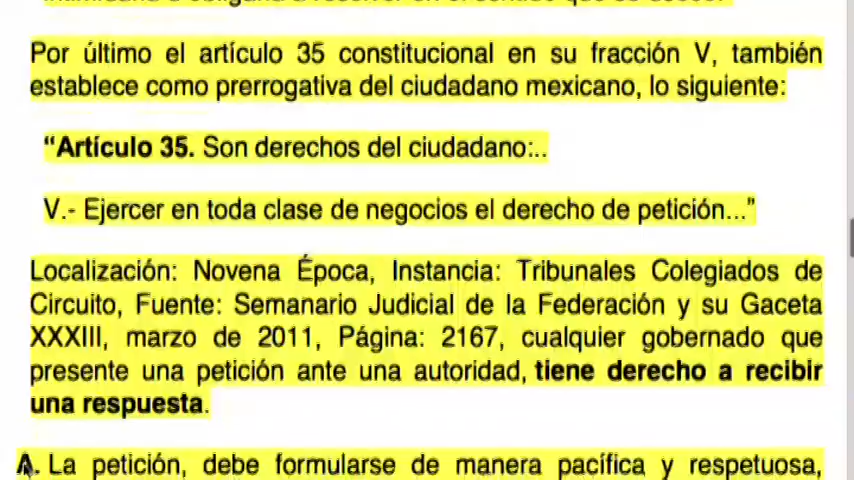 Por último el artículo 35 constitucional en su fracción V, también
establece como prerrogativa del ciudadano mexicano, lo siguiente:
“Artículo 35. Son derechos del ciudadano:..
V.- Ejercer en toda clase de negocios el derecho de petición...”
Localización: Novena Época, Instancia: Tribunales Colegiados de
Circuito, Fuente: Semanario Judicial de la Federación y su Gaceta
XXXIII, marzo de 2011, Página: 2167, cualquier gobernado que
presente una petición ante una autoridad, tiene derecho a recibir
una respuesta.
A. La petición, debe formularse de manera pacífica y respetuosa,